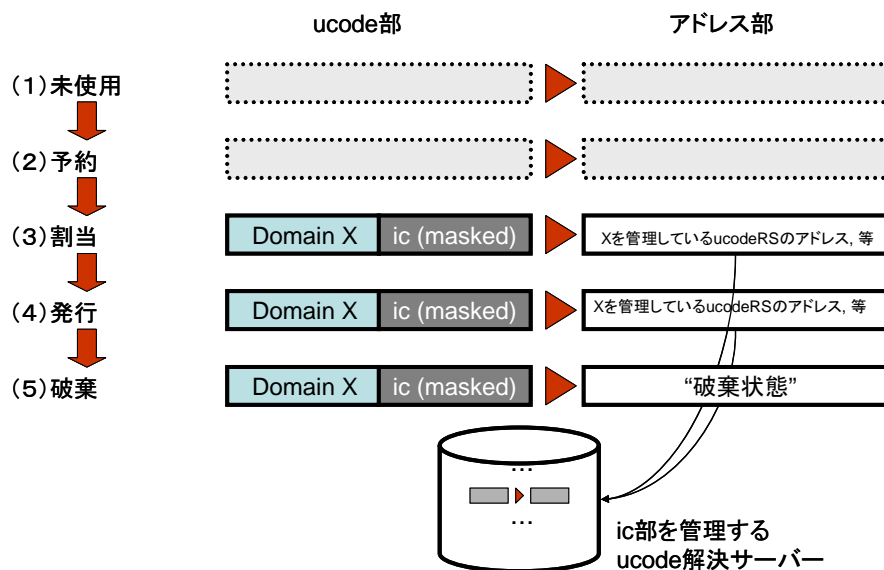 ucode部 アドレス部
(1)未使用
(2)予約
(3)割当 Domain X ic (masked) Xを管理しているucodeRSのアドレス, 等
(4)発行 Domain X ic (masked) Xを管理しているucodeRSのアドレス, 等
(5)破棄 Domain X ic (masked) “破棄状態”
…
…
ic部を管理する
ucode解決サーバー